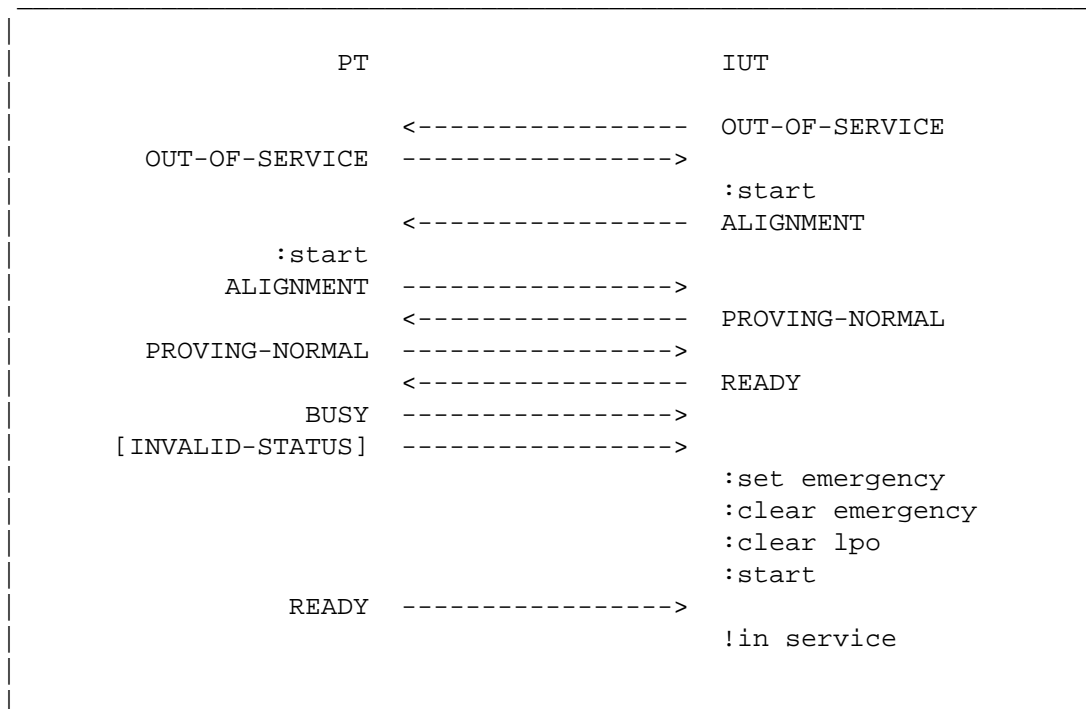 PT IUT
<----------------- OUT-OF-SERVICE
OUT-OF-SERVICE ----------------->
:start
<----------------- ALIGNMENT
:start
ALIGNMENT ----------------->
<----------------- PROVING-NORMAL
PROVING-NORMAL ----------------->
<----------------- READY
BUSY ----------------->
[INVALID-STATUS] ----------------->
:set emergency
:clear emergency
:clear lpo
:start
READY ----------------->
!in service